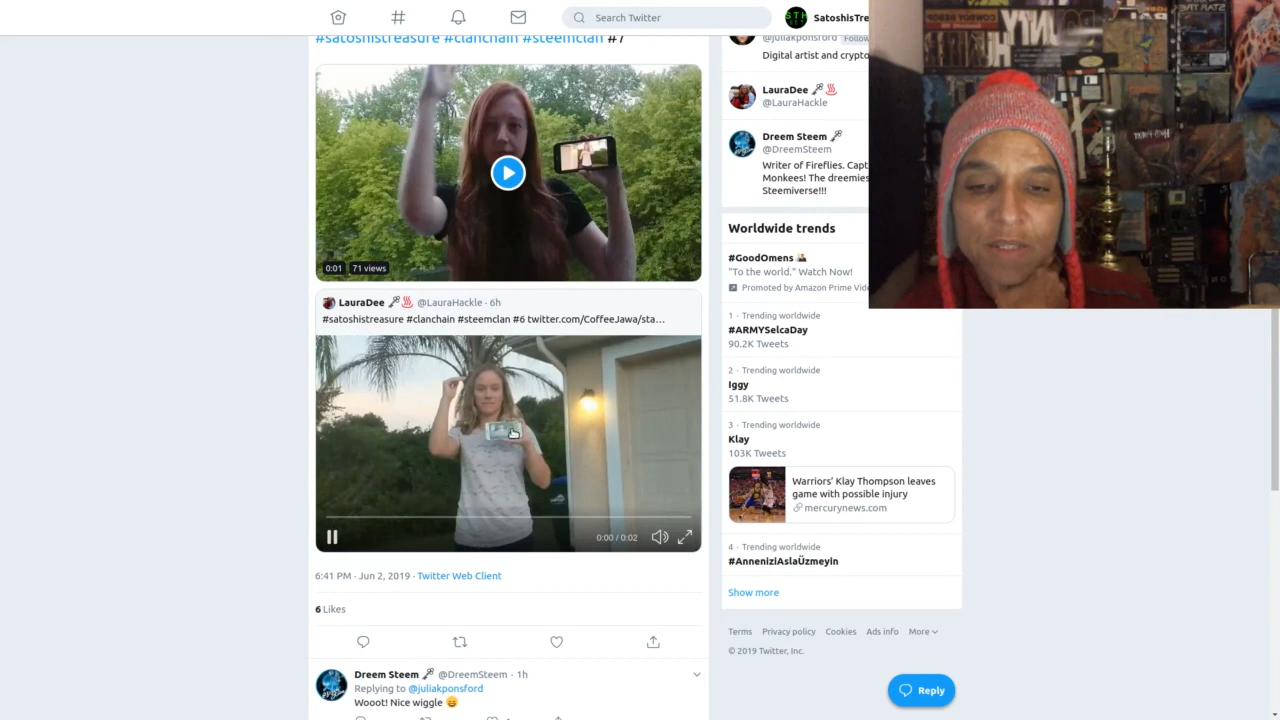 Search Twitter
SatoshisTre
#satoshistreasure #clanchain #steemclan #7
0:01
71 views
LauraDee
@LauraHackle · 6h
#satoshistreasure #clanchain #steemclan #6 twitter.com/CoffeeJawa/sta…
0:00 / 0:02
6:41 PM · Jun 2, 2019 · Twitter Web Client
6 Likes
Dreem Steem
@DreemSteem · 1h
Replying to @juliakponsford
Wooot! Nice wiggle 😄
@juliakponsford
Follow
Digital artist and crypto
LauraDee
@LauraHackle
Dreem Steem
@DreemSteem
Writer of Fireflies. Capt
Monkees! The dreemies
Steemiverse!!!
Worldwide trends
#GoodOmens
"To the world." Watch Now!
Promoted by Amazon Prime Vide
1 · Trending worldwide
#ARMYSelcaDay
90.2K Tweets
2 · Trending worldwide
Iggy
51.8K Tweets
3 · Trending worldwide
Klay
103K Tweets
Warriors’ Klay Thompson leaves
game with possible injury
mercurynews.com
4 · Trending worldwide
#AnneniziAslaÜzmeyin
Show more
Terms Privacy policy Cookies Ads info More
© 2019 Twitter, Inc.
Reply